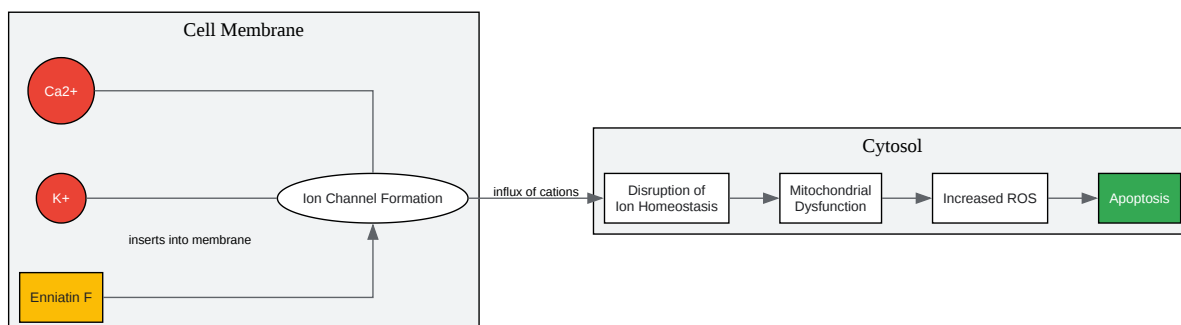 Cell Membrane
Ca2+
K+
Ion Channel Formation
inserts into membrane
Enniatin F
influx of cations
Cytosol
Disruption of
Ion Homeostasis
Mitochondrial
Dysfunction
Increased ROS
Apoptosis